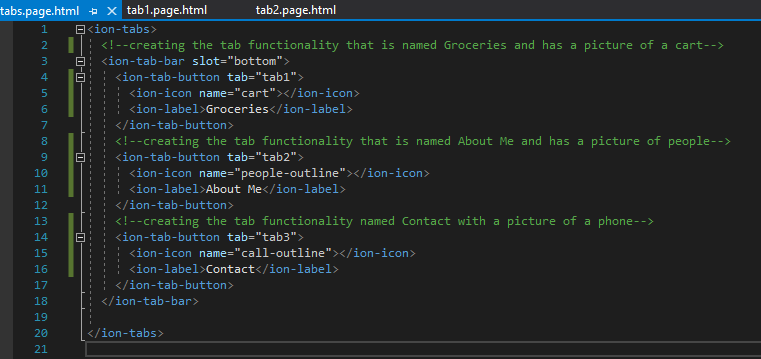 tabs.page.html tab1.page.html tab2.page.html
1 <ion-tabs>
2 <!--creating the tab functionality that is named Groceries and has a picture of a cart-->
3 <ion-tab-bar slot="bottom">
4 <ion-tab-button tab="tab1">
5 <ion-icon name="cart"></ion-icon>
6 <ion-label>Groceries</ion-label>
7 </ion-tab-button>
8 <!--creating the tab functionality that is named About Me and has a picture of people-->
9 <ion-tab-button tab="tab2">
10 <ion-icon name="people-outline"></ion-icon>
11 <ion-label>About Me</ion-label>
12 </ion-tab-button>
13 <!--creating the tab functionality named Contact with a picture of a phone-->
14 <ion-tab-button tab="tab3">
15 <ion-icon name="call-outline"></ion-icon>
16 <ion-label>Contact</ion-label>
17 </ion-tab-button>
18 </ion-tab-bar>
19
20 </ion-tabs>
21